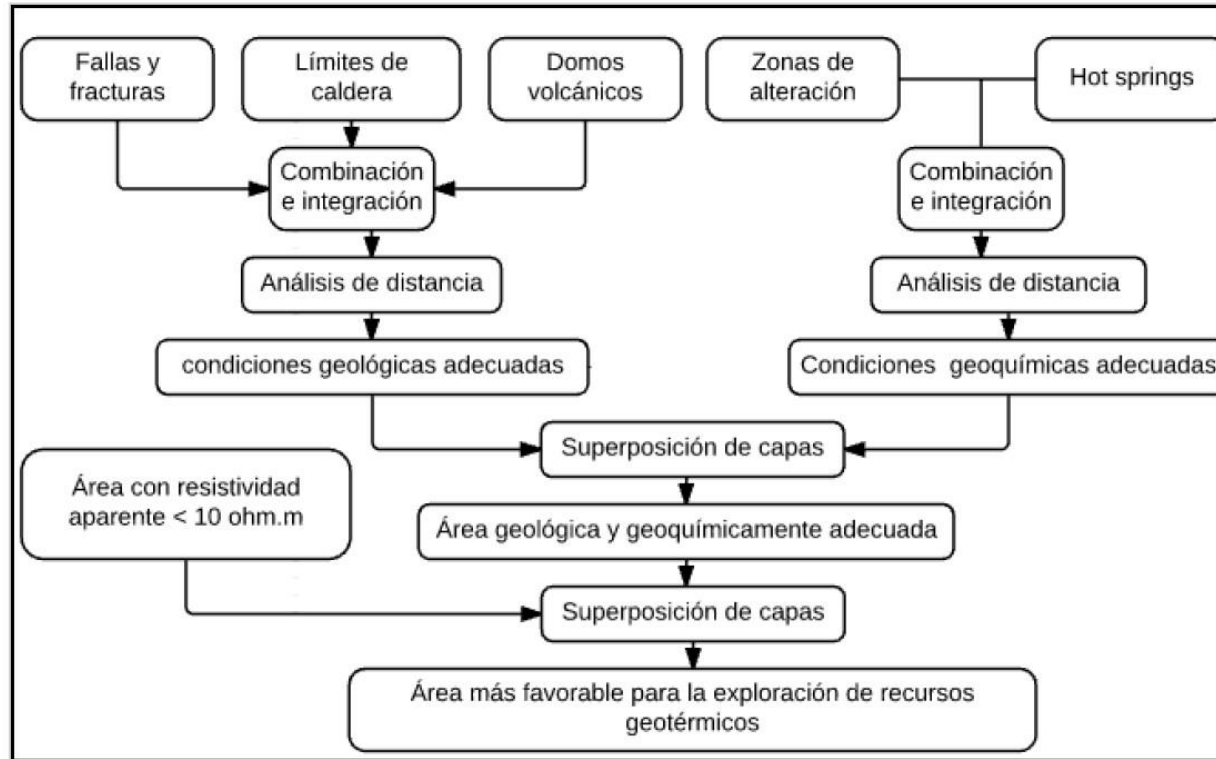 Fallas y
fracturas
Límites de
caldera
Domos
volcánicos
Zonas de
alteración
Hot springs
Combinación
e integración
Combinación
e integración
Análisis de distancia
Análisis de distancia
condiciones geológicas adecuadas
Condiciones geoquímicas adecuadas
Superposición de capas
Área con resistividad
aparente < 10 ohm.m
Área geológica y geoquímicamente adecuada
Superposición de capas
Área más favorable para la exploración de recursos
geotérmicos